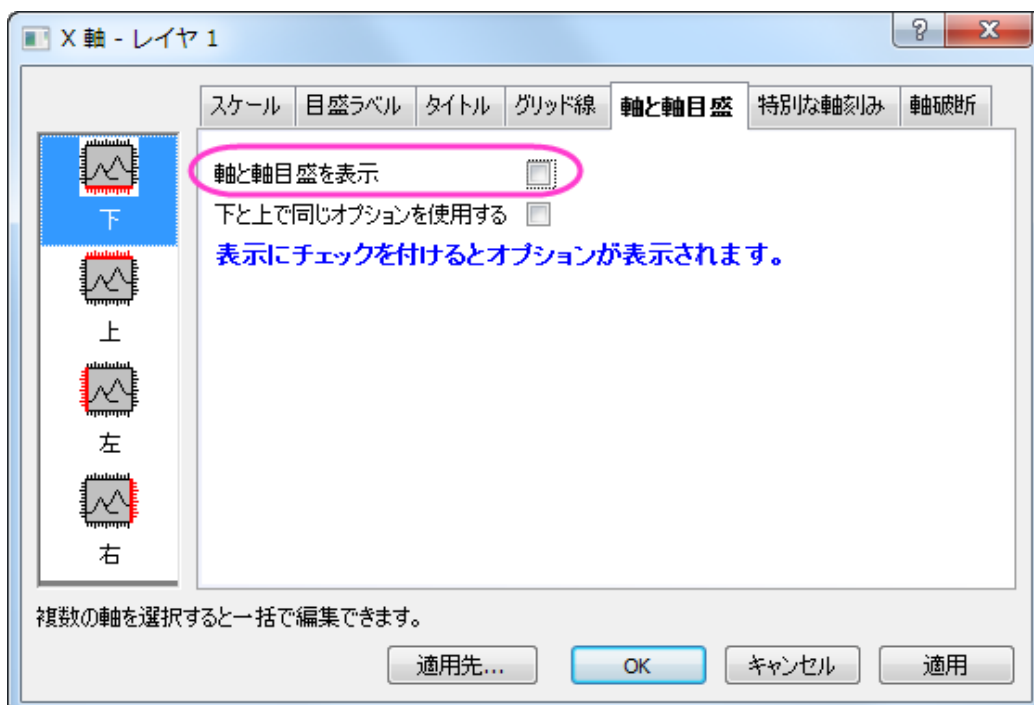 X 軸 - レイヤ 1
スケール 目盛ラベル タイトル グリッド線 軸と軸目盛 特別な軸刻み 軸破断
下
上
左
右
軸と軸目盛を表示
下と上で同じオプションを使用する
表示にチェックを付けるとオプションが表示されます。
複数の軸を選択すると一括で編集できます。
適用先... OK キャンセル 適用